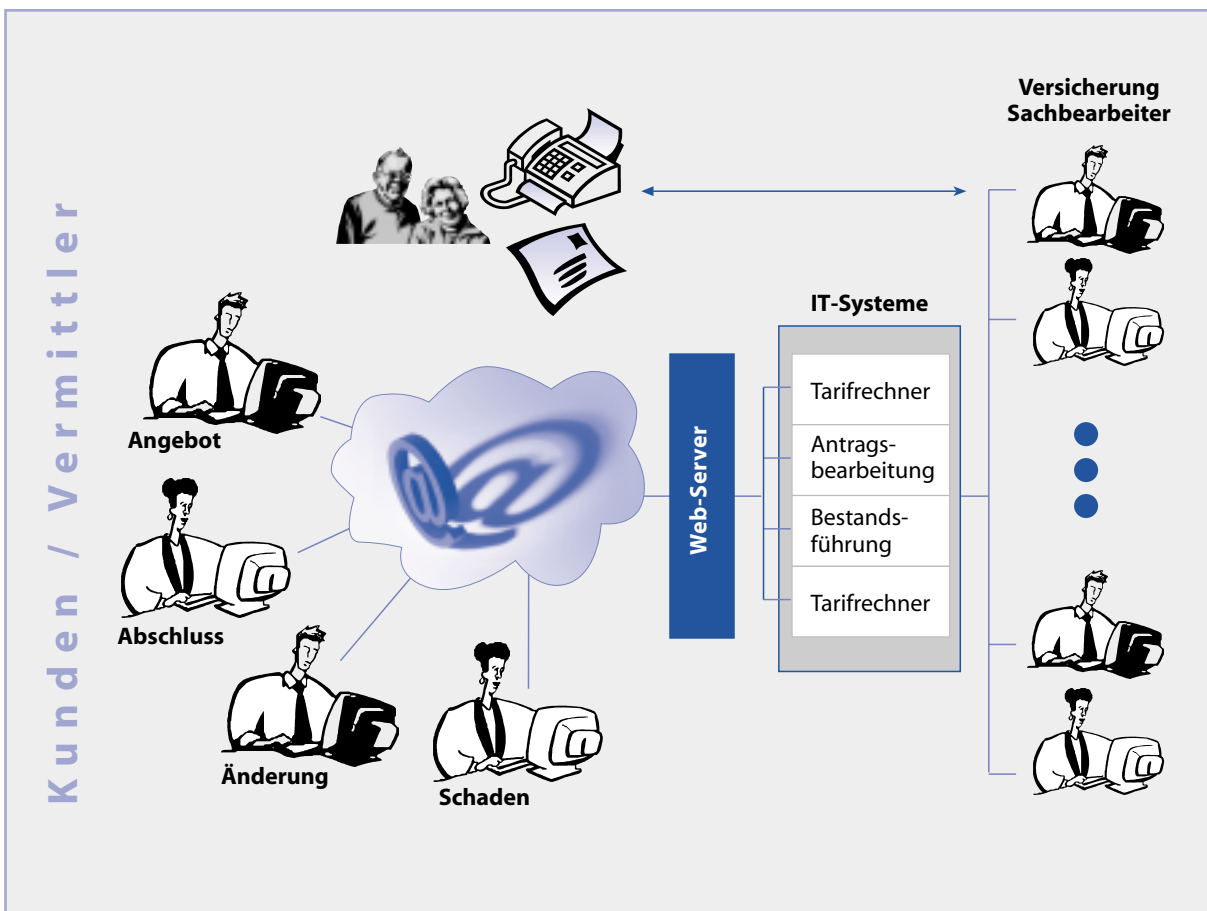 Kunden / Vermittler
Versicherung
Sachbearbeiter
IT-Systeme
Angebot
Abschluss
Änderung
Schaden
@
@
Web-Server
Tarifrechner
Antrags-
bearbeitung
Bestands-
führung
Tarifrechner